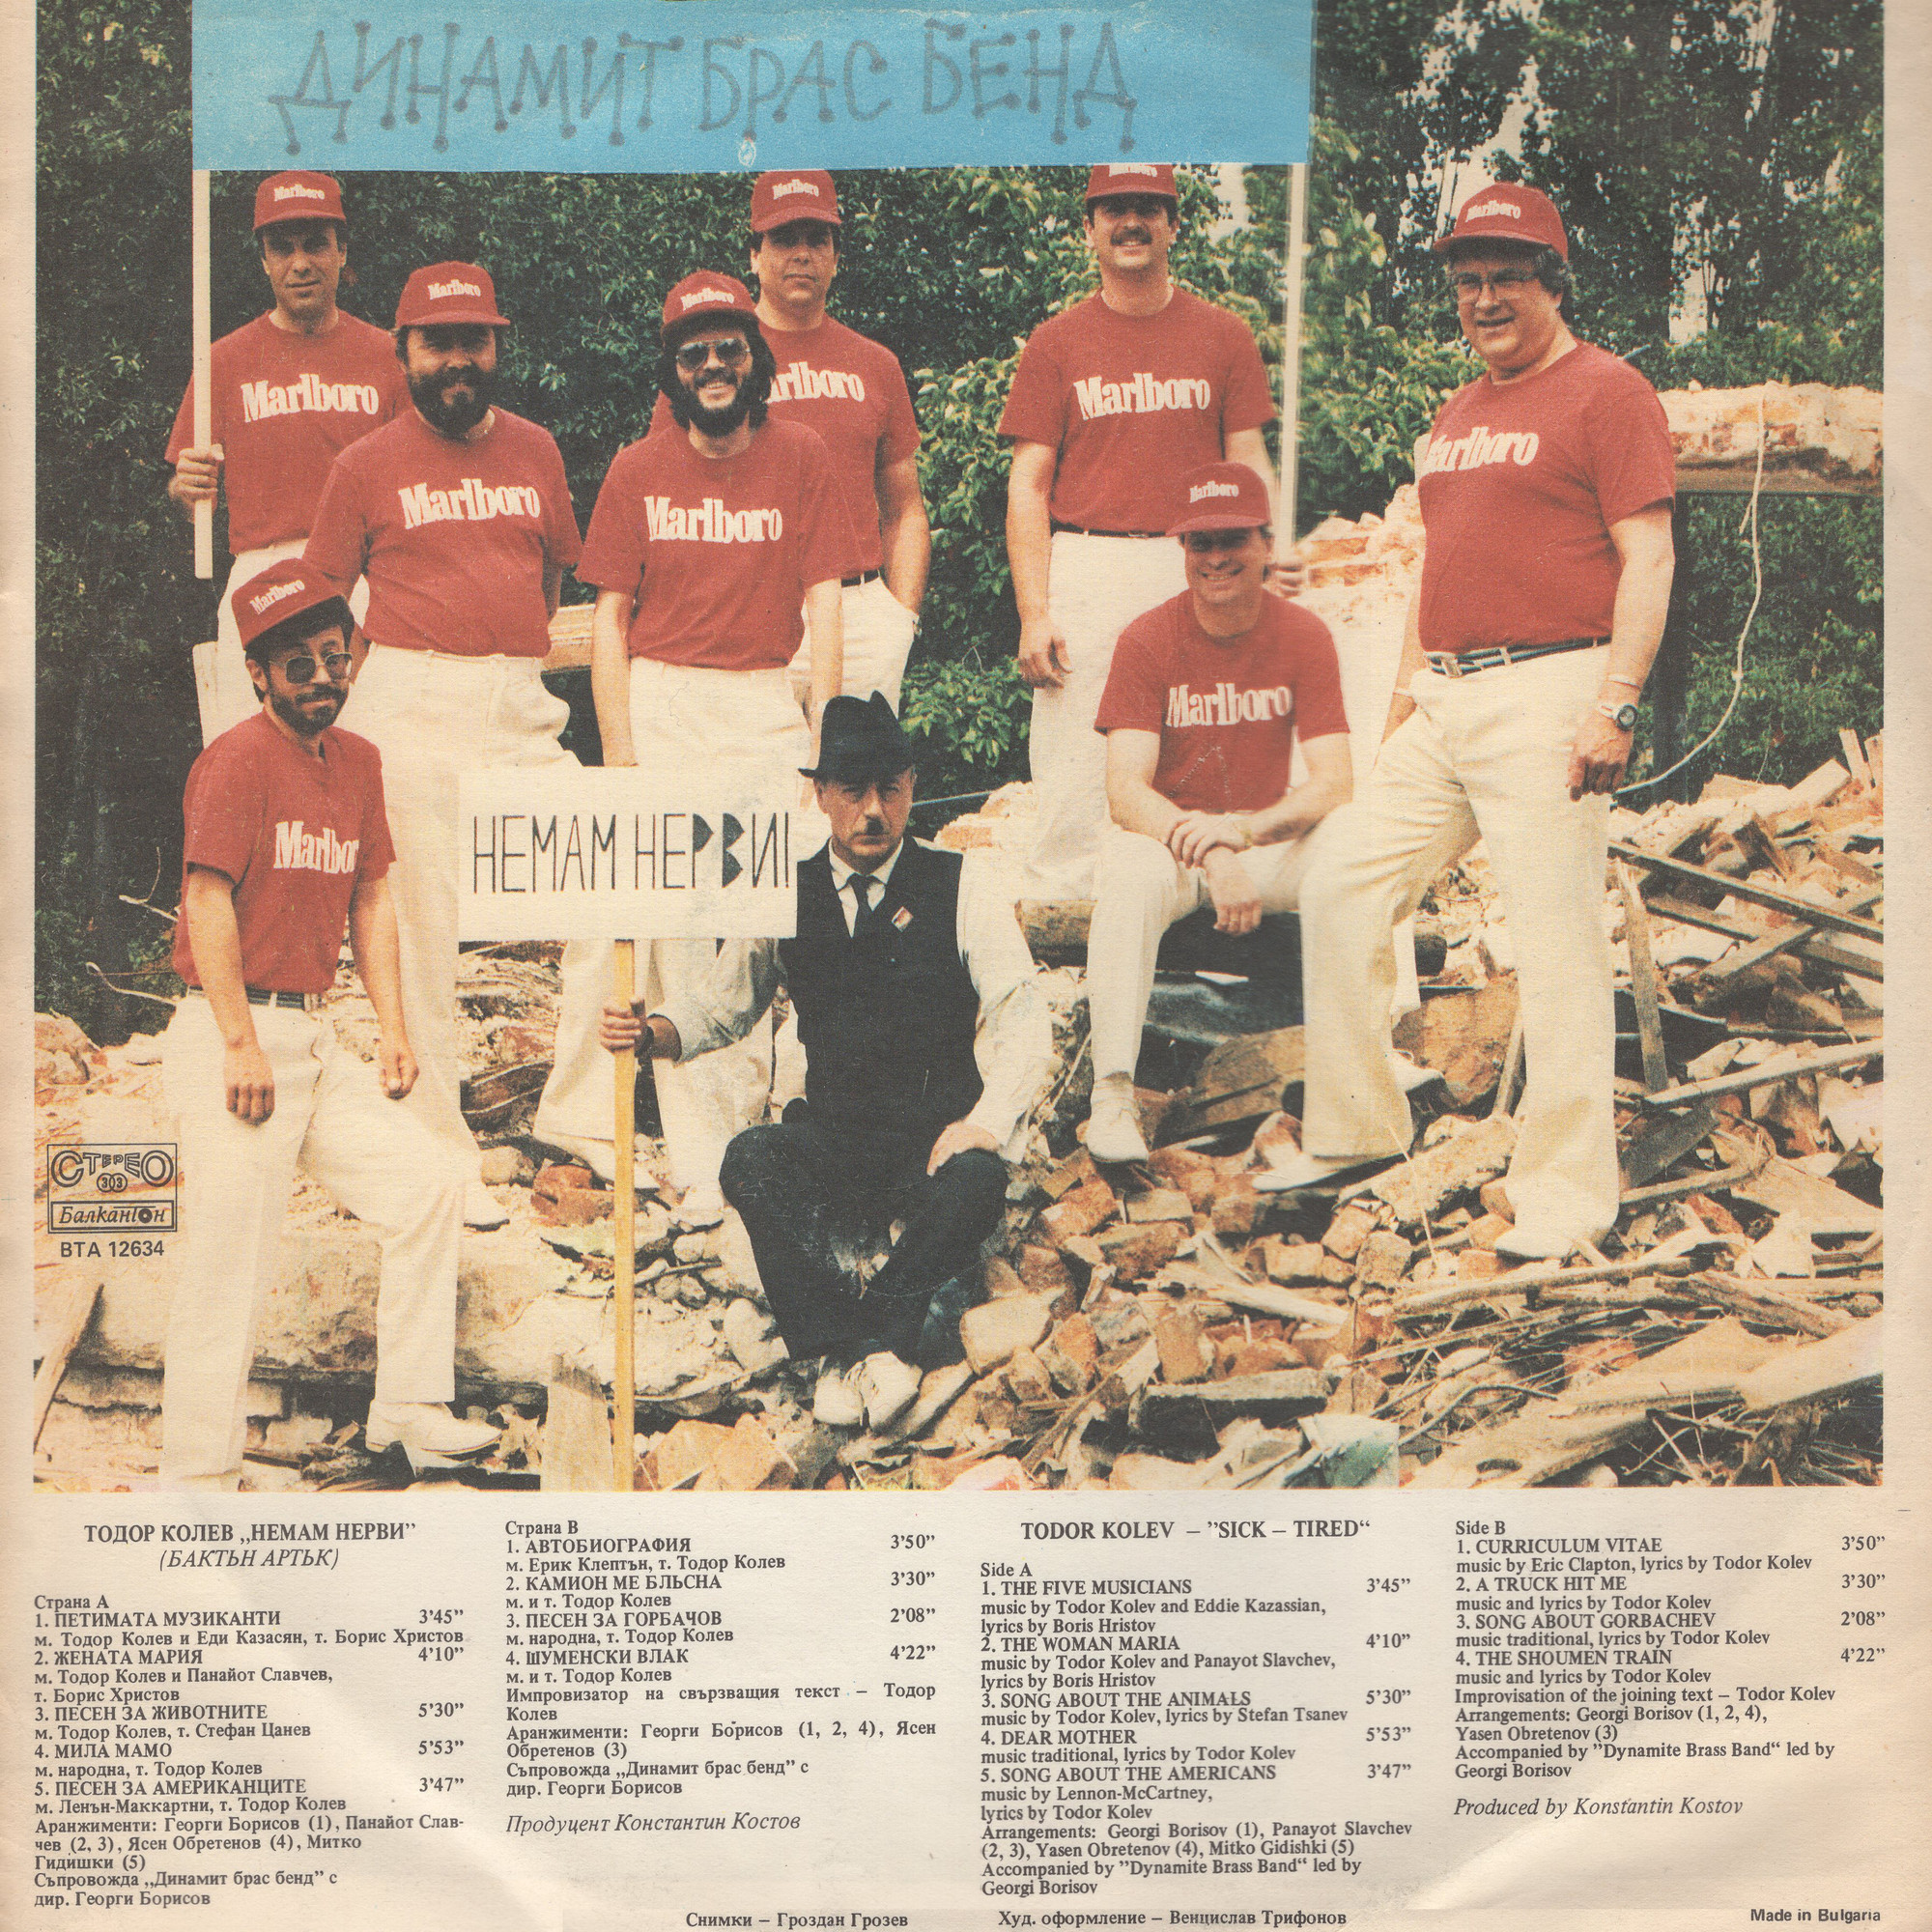 ДИНАМИТ БРАС БЕНД
Marlboro
Marlboro
Marlboro
Marlboro
Marlboro
Marlboro
Marlboro
Marlboro
Marlboro
arlboro
Marlboro
arlboro
Marlboro
Marlboro
Marlboro
Marlbor
НЕМАМ НЕРВИ!
СТЕРЕО
33
Балкантон
ВТА 12634
ТОДОР КОЛЕВ „НЕМАМ НЕРВИ”
(БАКТЪН АРТЪК)
Страна А
1. ПЕТИМАТА МУЗИКАНТИ 3’45”
м. Тодор Колев и Еди Казасян, т. Борис Христов
2. ЖЕНАТА МАРИЯ 4’10”
м. Тодор Колев и Панайот Славчев,
т. Борис Христов
3. ПЕСЕН ЗА ЖИВОТНИТЕ 5’30”
м. Тодор Колев, т. Стефан Цанев
4. МИЛА МАМО 5’53”
м. народна, т. Тодор Колев
5. ПЕСЕН ЗА АМЕРИКАНЦИТЕ 3’47”
м. Ленън-Маккартни, т. Тодор Колев
Аранжименти: Георги Борисов (1), Панайот Слав-
чев (2, 3), Ясен Обретенов (4), Митко
Гидишки (5)
Съпровожда „Динамит брас бенд” с
дир. Георги Борисов
Страна В
1. АВТОБИОГРАФИЯ 3’50”
м. Ерик Клептън, т. Тодор Колев
2. КАМИОН МЕ БЛЪСНА 3’30”
м. и т. Тодор Колев
3. ПЕСЕН ЗА ГОРБАЧОВ 2’08”
м. народна, т. Тодор Колев
4. ШУМЕНСКИ ВЛАК 4’22”
м. и т. Тодор Колев
Импровизатор на свързващия текст – Тодор
Колев
Аранжименти: Георги Борисов (1, 2, 4), Ясен
Обретенов (3)
Съпровожда „Динамит брас бенд” с
дир. Георги Борисов
Продуцент Константин Костов
TODOR KOLEV – ”SICK – TIRED“
Side A
1. THE FIVE MUSICIANS 3’45”
music by Todor Kolev and Eddie Kazassian,
lyrics by Boris Hristov
2. THE WOMAN MARIA 4’10”
music by Todor Kolev and Panayot Slavchev,
lyrics by Boris Hristov
3. SONG ABOUT THE ANIMALS 5’30”
music by Todor Kolev, lyrics by Stefan Tsanev
4. DEAR MOTHER 5’53”
music traditional, lyrics by Todor Kolev
5. SONG ABOUT THE AMERICANS 3’47”
music by Lennon-McCartney,
lyrics by Todor Kolev
Arrangements: Georgi Borisov (1), Panayot Slavchev
(2, 3), Yasen Obretenov (4), Mitko Gidishki (5)
Accompanied by ”Dynamite Brass Band“ led by
Georgi Borisov
Side B
1. CURRICULUM VITAE 3’50”
music by Eric Clapton, lyrics by Todor Kolev
2. A TRUCK HIT ME 3’30”
music and lyrics by Todor Kolev
3. SONG ABOUT GORBACHEV 2’08”
music traditional, lyrics by Todor Kolev
4. THE SHOUMEN TRAIN 4’22”
music and lyrics by Todor Kolev
Improvisation of the joining text – Todor Kolev
Arrangements: Georgi Borisov (1, 2, 4),
Yasen Obretenov (3)
Accompanied by ”Dynamite Brass Band“ led by
Georgi Borisov
Produced by Konstantin Kostov
Снимки – Гроздан Грозев
Худ. оформление – Венцислав Трифонов
Made in Bulgaria